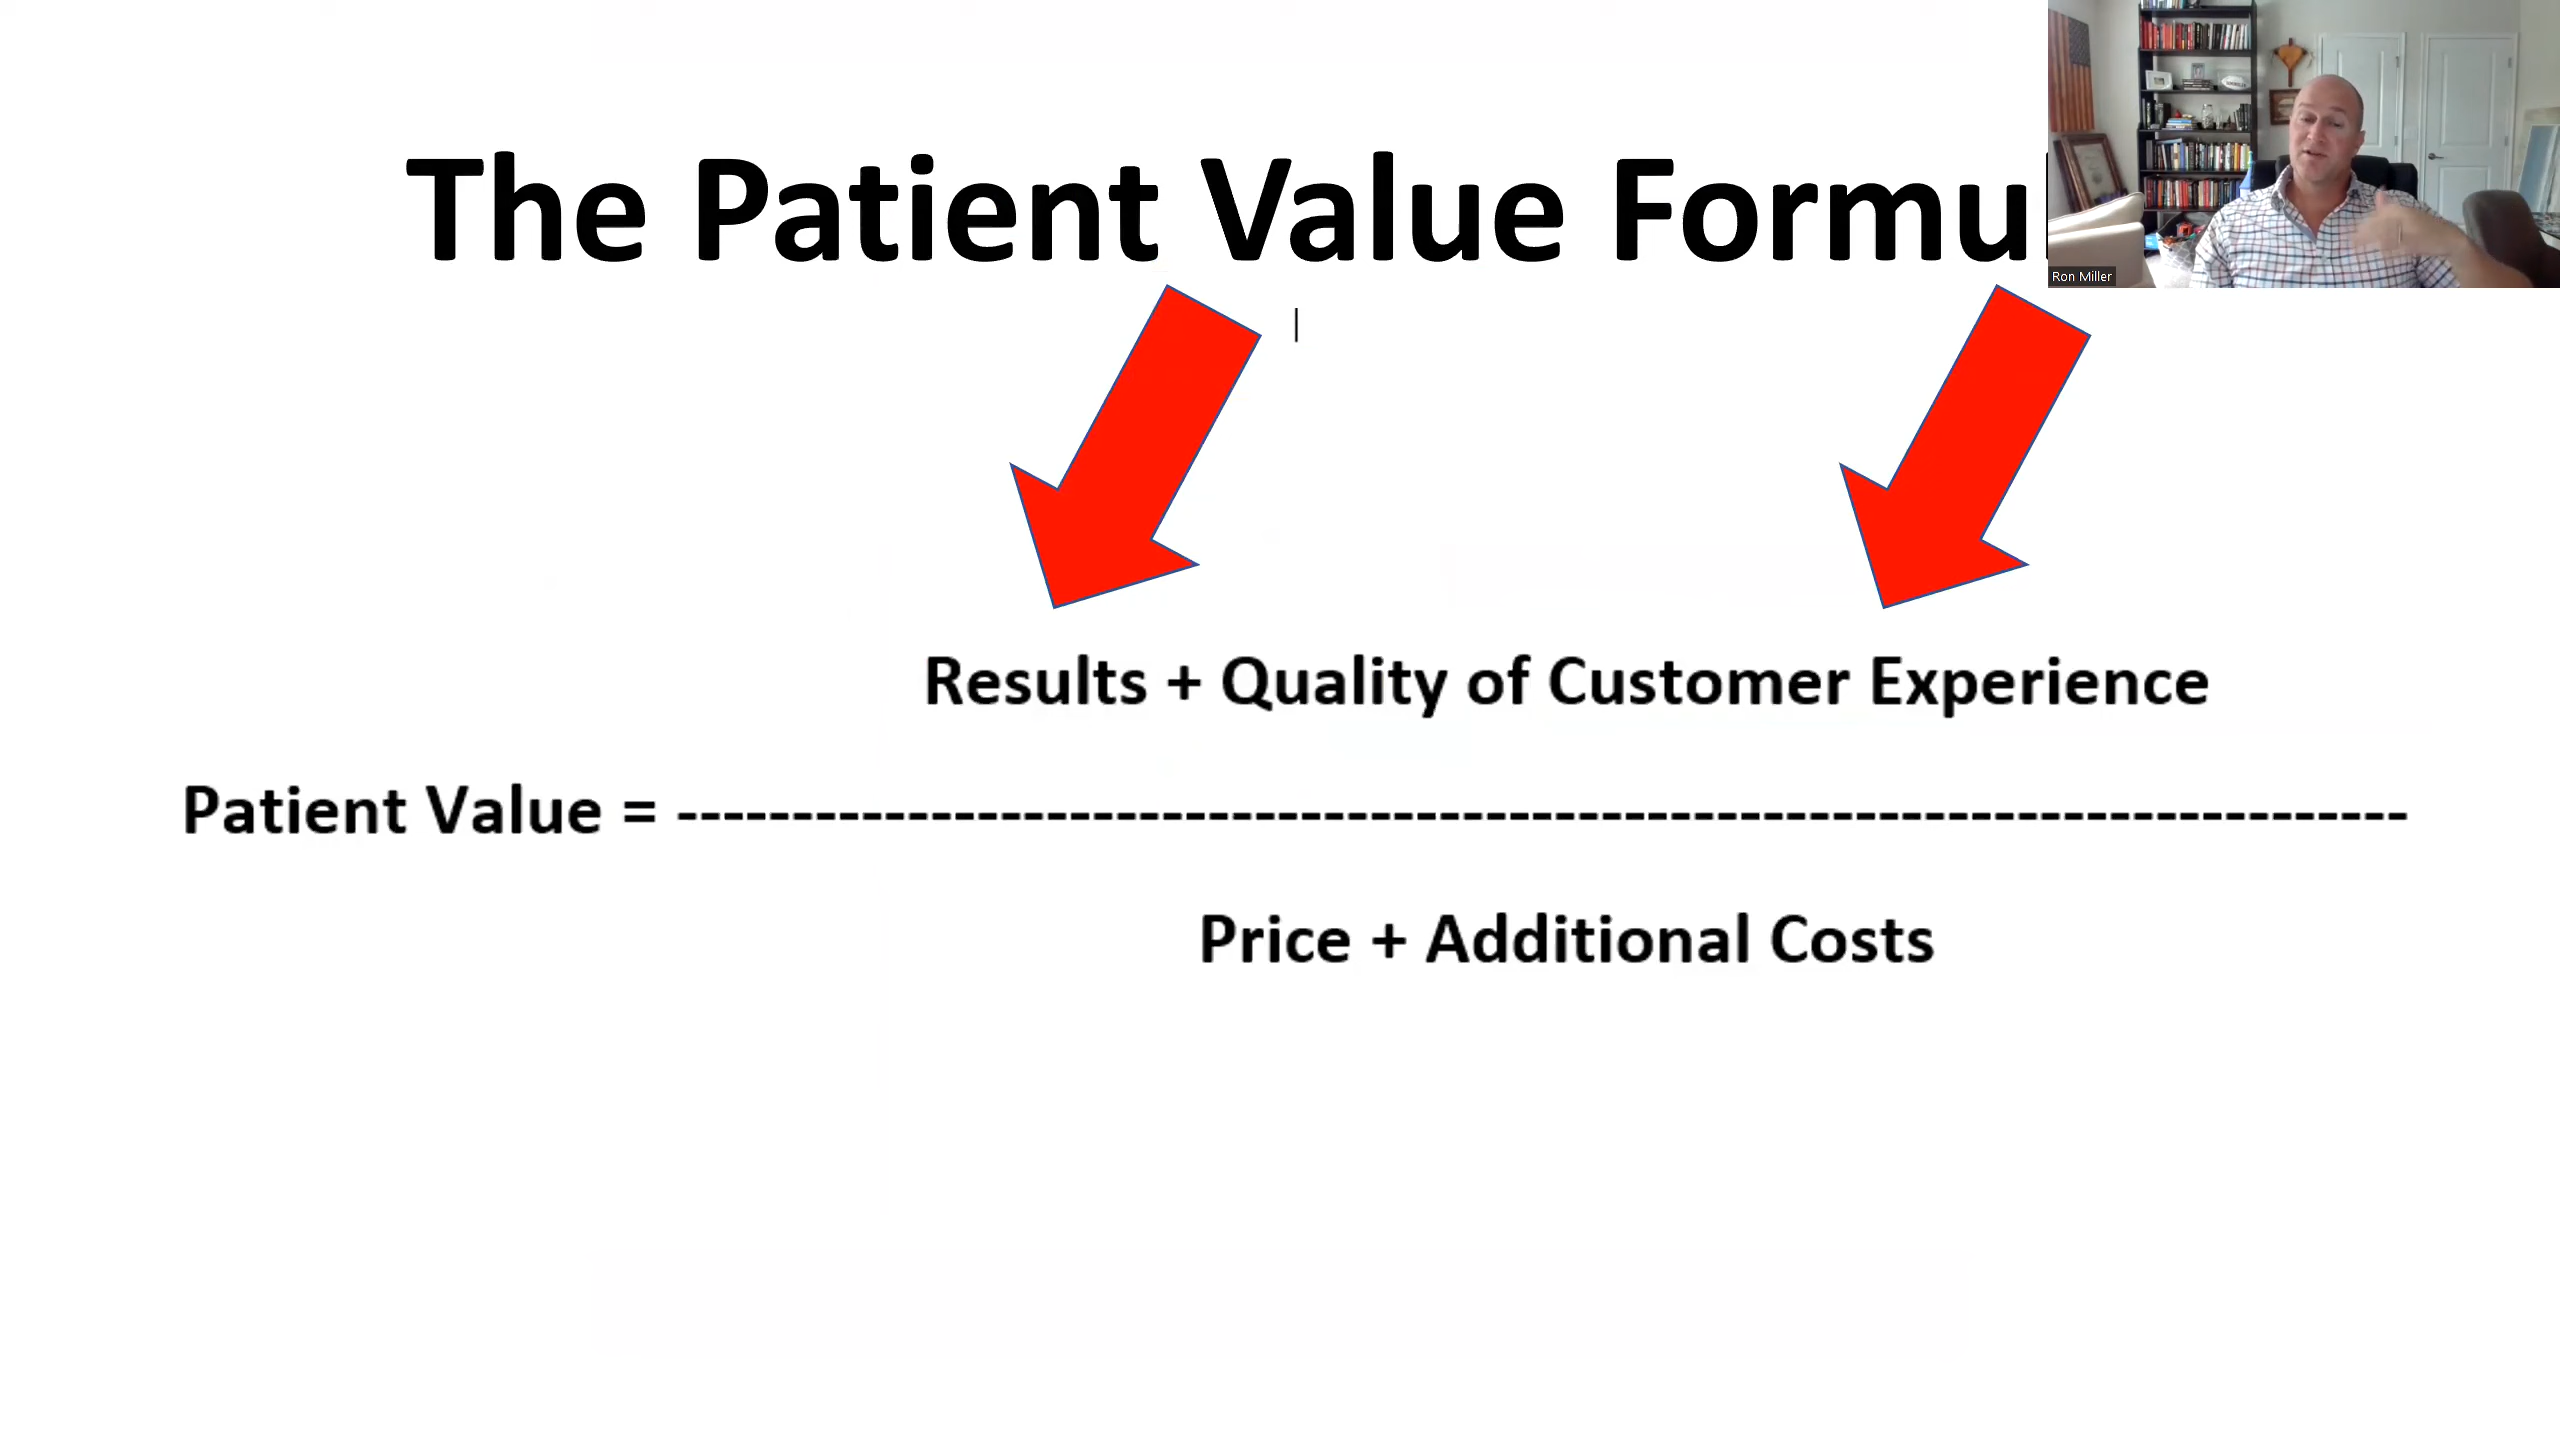 The Patient Value Formu
Ron Miller
Results + Quality of Customer Experience
Patient Value = ---------------------------------------------------------------------------
Price + Additional Costs